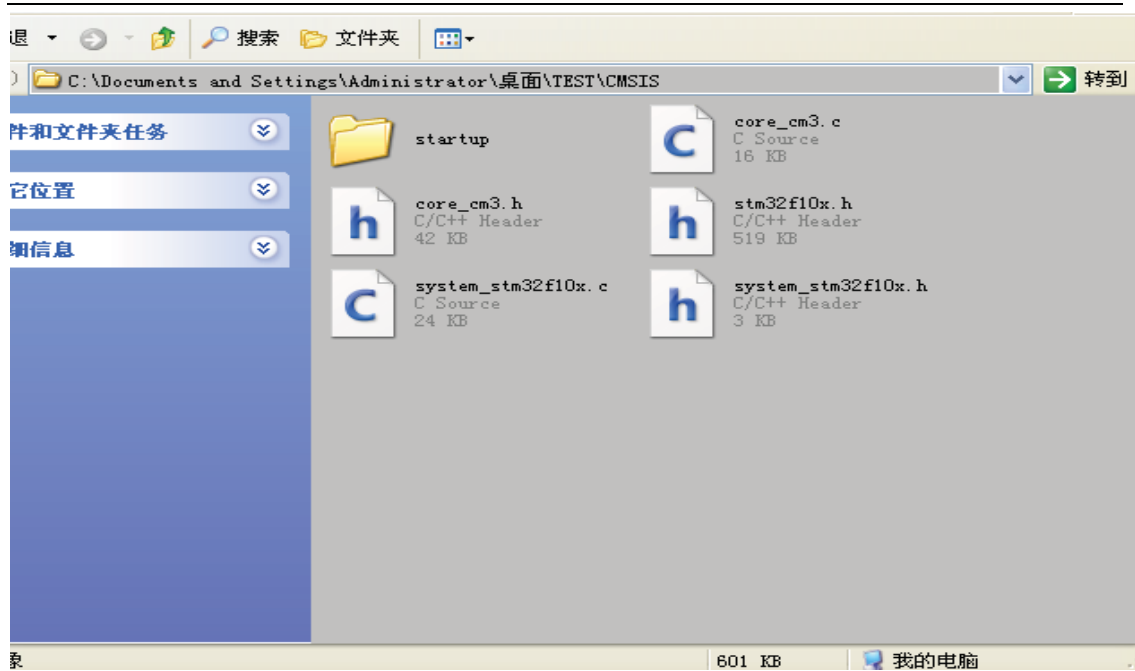 退 搜索 文件夹
C:\Documents and Settings\Administrator\桌面\TEST\CMSIS 转到
件和文件夹任务
它位置
细信息
startup
core_cm3.c
C Source
16 KB
core_cm3.h
C/C++ Header
42 KB
stm32f10x.h
C/C++ Header
519 KB
system_stm32f10x.c
C Source
24 KB
system_stm32f10x.h
C/C++ Header
3 KB
象 601 KB 我的电脑